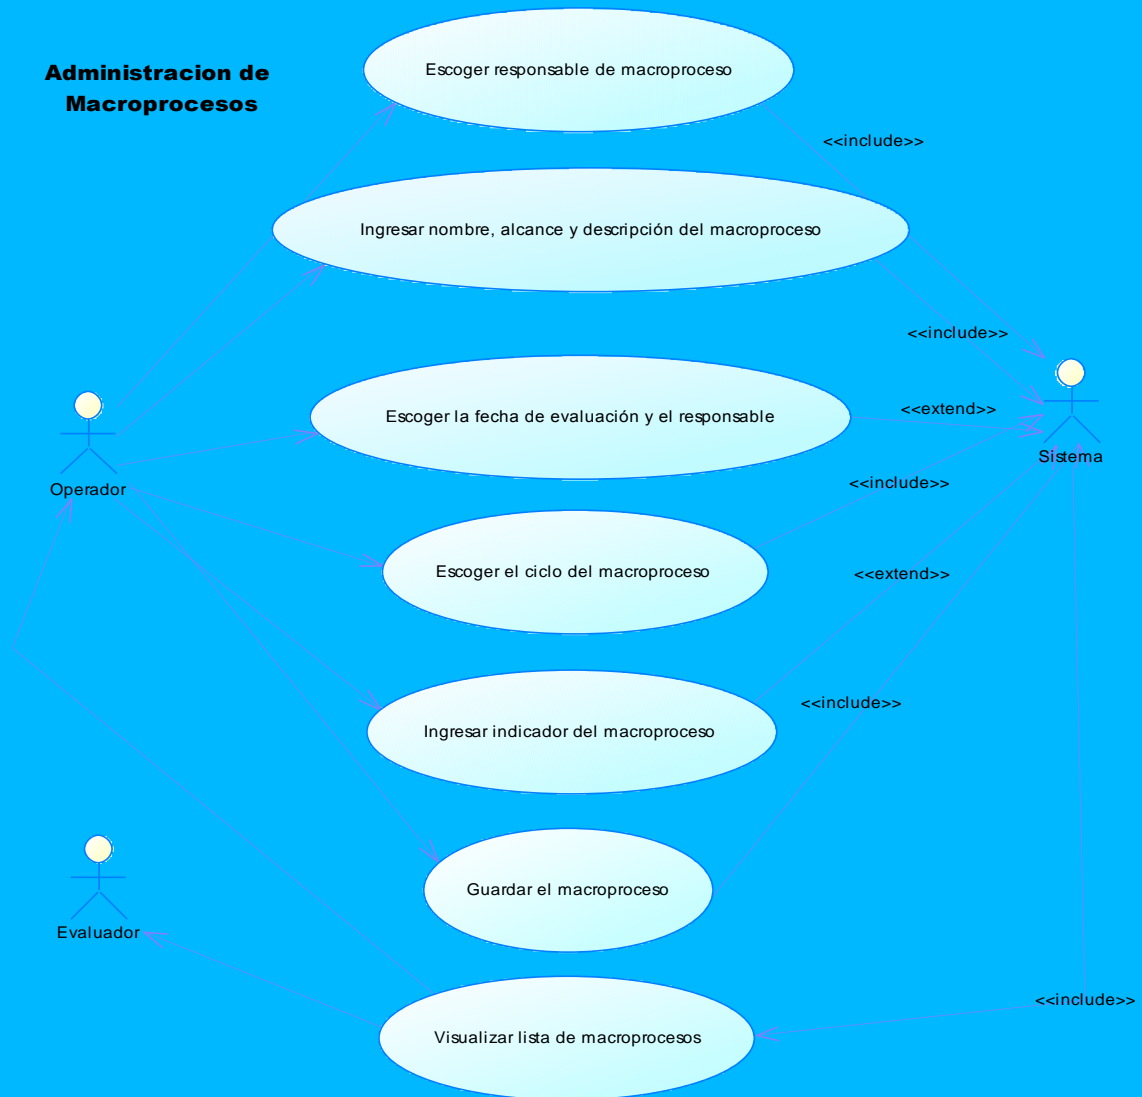 Administracion de
Macroprocesos
Escoger responsable de macroproceso
<<include>>
Ingresar nombre, alcance y descripción del macroproceso
<<include>>
Escoger la fecha de evaluación y el responsable
<<extend>>
Sistema
Operador
<<include>>
Escoger el ciclo del macroproceso
<<extend>>
Ingresar indicador del macroproceso
<<include>>
Guardar el macroproceso
Evaluador
<<include>>
Visualizar lista de macroprocesos